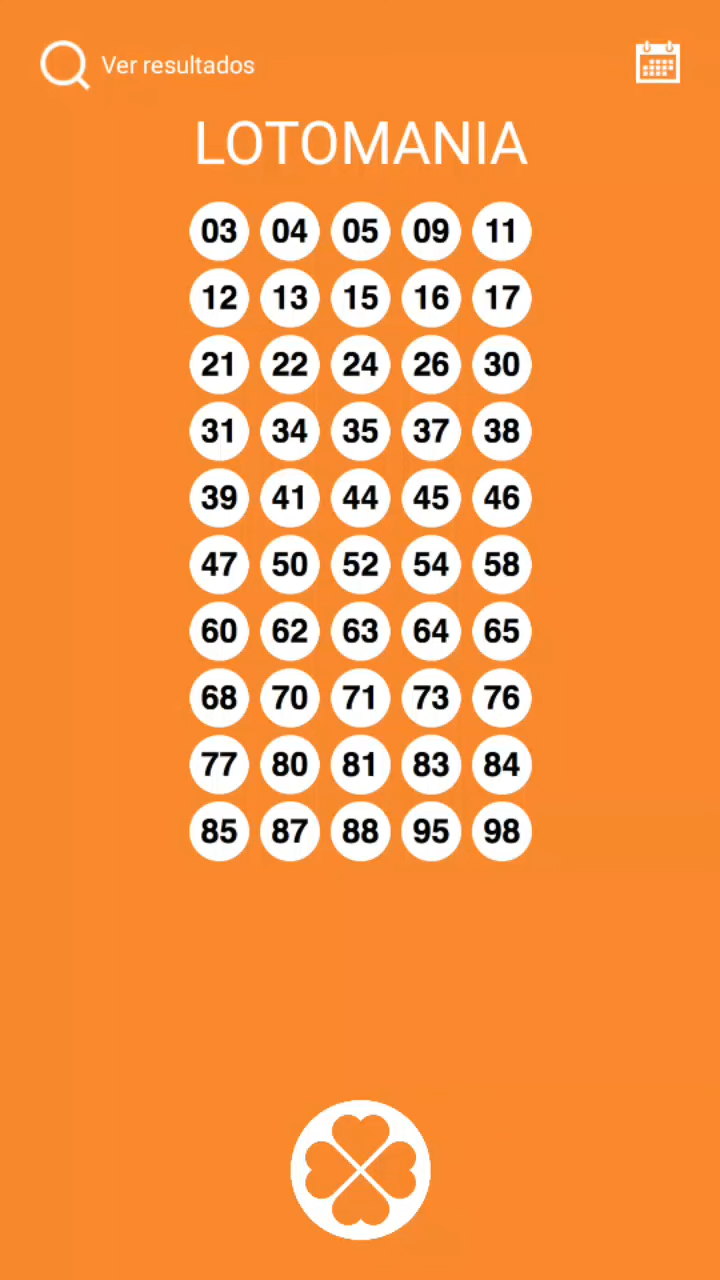 Ver resultados
LOTOMANIA
03 04 05 09 11
12 13 15 16 17
21 22 24 26 30
31 34 35 37 38
39 41 44 45 46
47 50 52 54 58
60 62 63 64 65
68 70 71 73 76
77 80 81 83 84
85 87 88 95 98